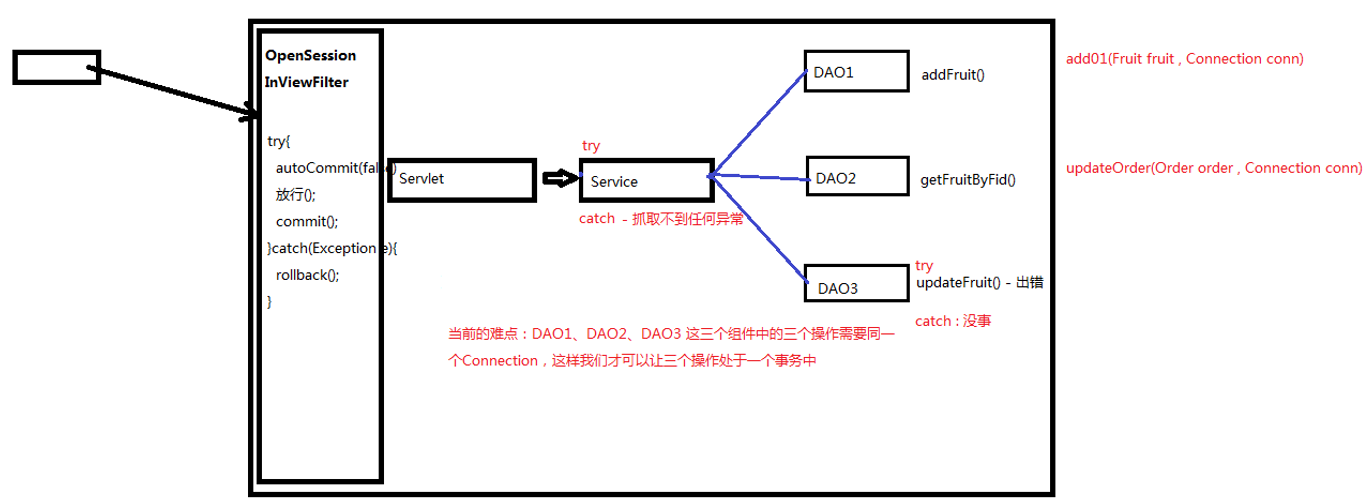 OpenSession
InViewFilter
try{
autoCommit(false)
放行();
commit();
}catch(Exception e){
rollback();
}
Servlet
try
Service
catch - 抓取不到任何异常
DAO1
addFruit()
add01(Fruit fruit , Connection conn)
DAO2
getFruitByFid()
updateOrder(Order order , Connection conn)
DAO3
try
updateFruit() - 出错
catch : 没事
当前的难点：DAO1、DAO2、DAO3 这三个组件中的三个操作需要同一
个Connection，这样我们才可以让三个操作处于一个事务中